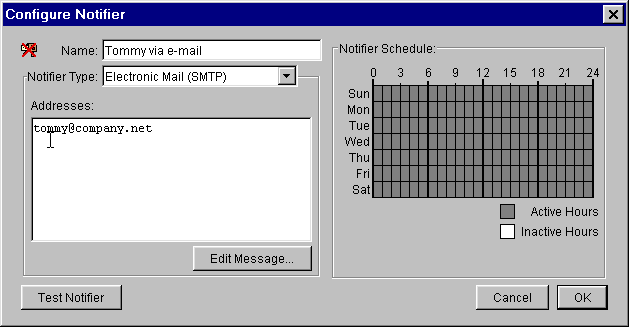 Configure Notifier
Name: Tommy via e-mail
Notifier Type: Electronic Mail (SMTP)
Addresses:
tommy@company.net
Edit Message...
Test Notifier
Notifier Schedule:
0 3 6 9 12 15 18 21 24
Sun
Mon
Tue
Wed
Thu
Fri
Sat
Active Hours
Inactive Hours
Cancel
OK